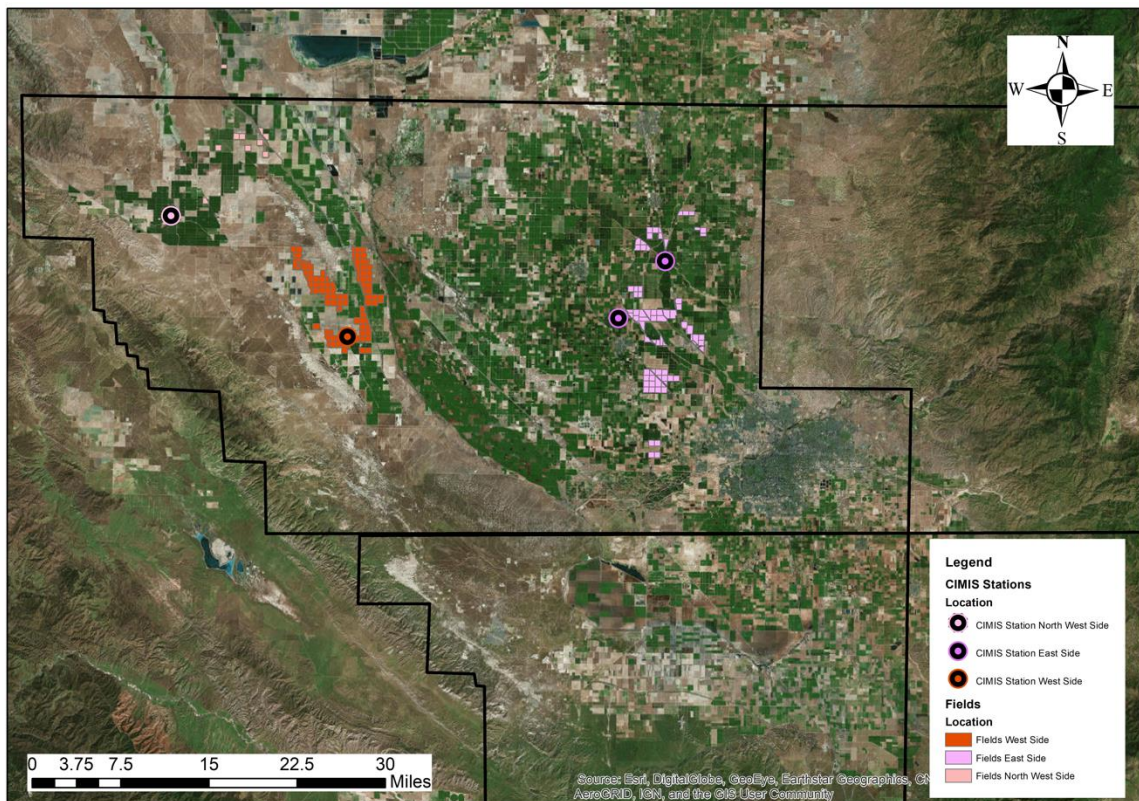 N
W E
S
Legend
CIMIS Stations
Location
CIMIS Station North West Side
CIMIS Station East Side
CIMIS Station West Side
Fields
Location
FIelds West Side
Fields East Side
Fields North West Side
0 3.75 7.5 15 22.5 30
Miles
Source: Esri, DigitalGlobe, GeoEye, Earthstar Geographics, CN
AeroGRID, IGN, and the GIS User Community